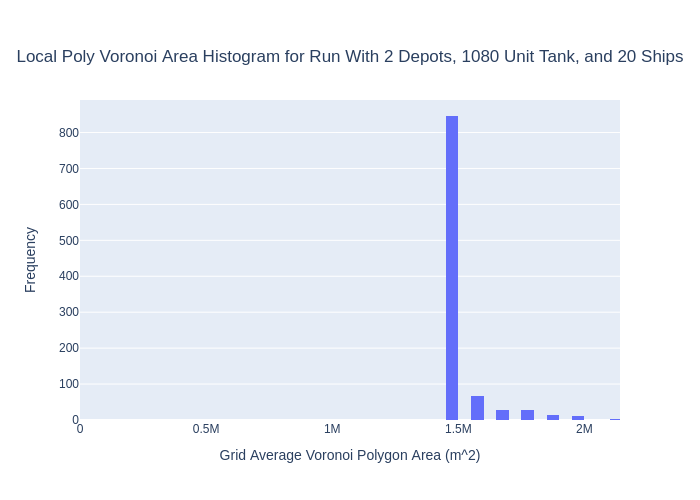 Local Poly Voronoi Area Histogram for Run With 2 Depots, 1080 Unit Tank, and 20 Ships
Frequency
800
700
600
500
400
300
200
100
0
0 0.5M 1M 1.5M 2M
Grid Average Voronoi Polygon Area (m^2)